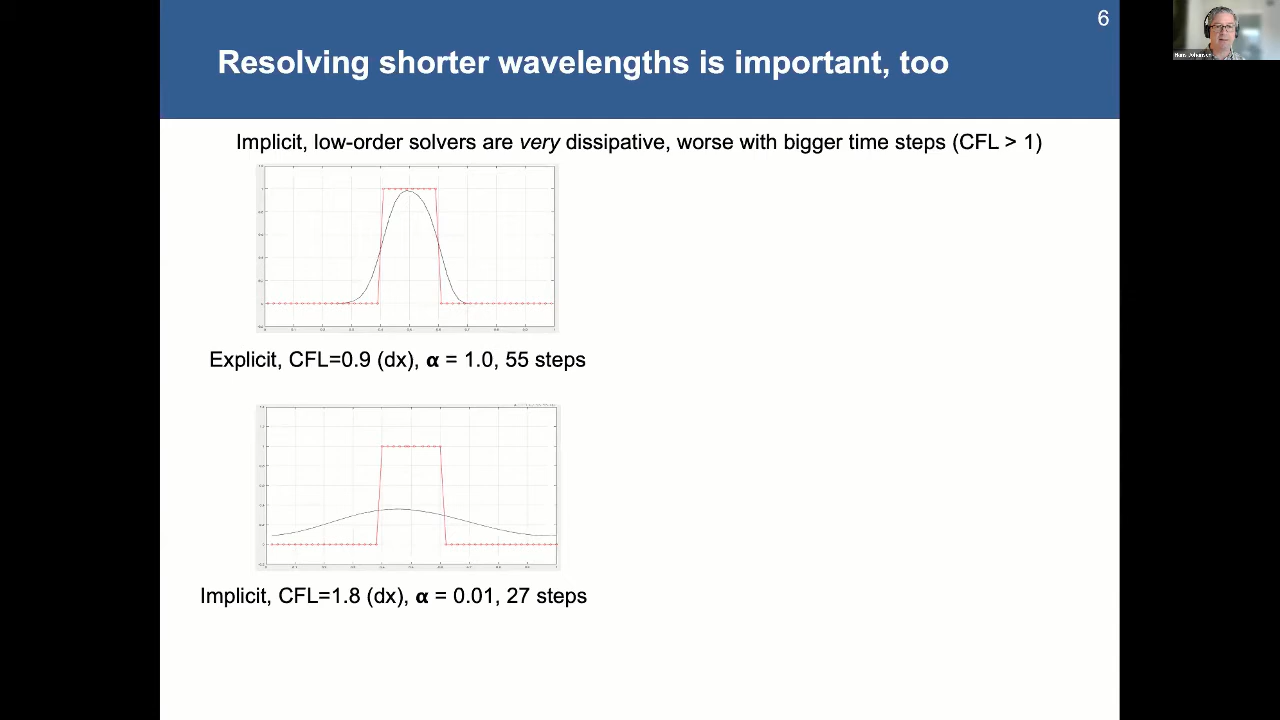 6
Hans Johansen
Resolving shorter wavelengths is important, too
Implicit, low-order solvers are very dissipative, worse with bigger time steps (CFL > 1)
Explicit, CFL=0.9 (dx), α = 1.0, 55 steps
Implicit, CFL=1.8 (dx), α = 0.01, 27 steps